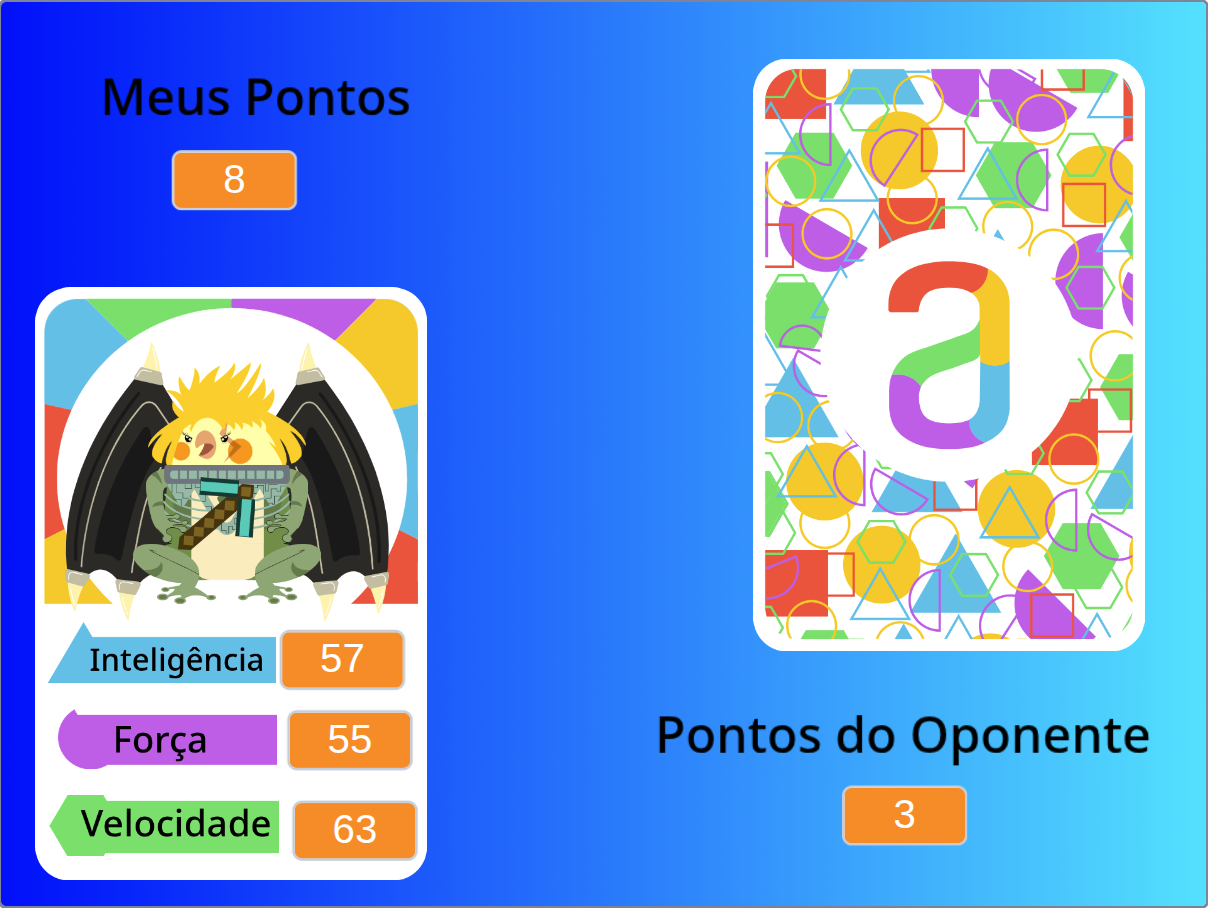 Meus Pontos
8
Inteligência
57
Força
55
Velocidade
63
a
Pontos do Oponente
3